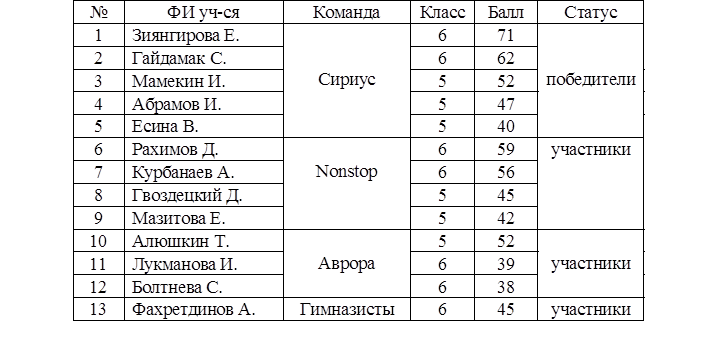 № ФИ уч-ся Команда Класс Балл Статус
1 Зиянгирова Е. 6 71
2 Гайдамак С. 6 62
3 Мамекин И. Сириус 5 52 победители
4 Абрамов И. 5 47
5 Есина В. 5 40
6 Рахимов Д. 6 59 участники
7 Курбанаев А. Nonstop 6 56
8 Гвоздецкий Д. 5 45
9 Мазитова Е. 5 42
10 Алюшкин Т. 5 52
11 Лукманова И. Аврора 6 39 участники
12 Болтнева С. 6 38
13 Фахретдинов А. Гимназисты 6 45 участники